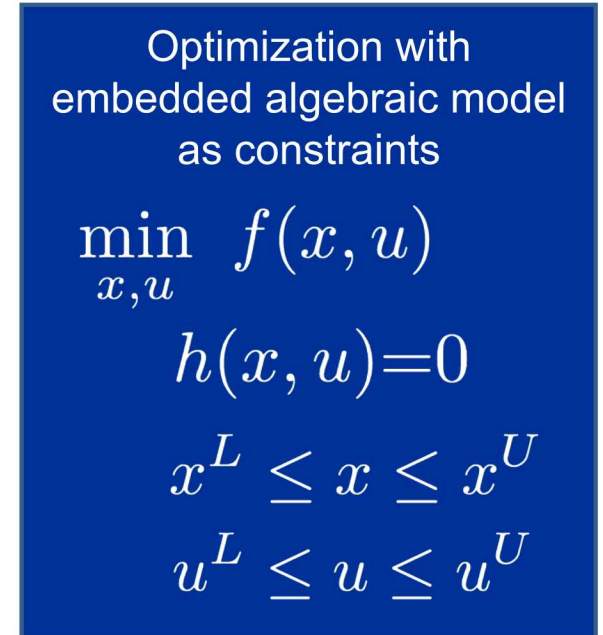 Optimization with
embedded algebraic model
as constraints
min f(x, u)
x,u
h(x, u)=0
x^L ≤ x ≤ x^U
u^L ≤ u ≤ u^U